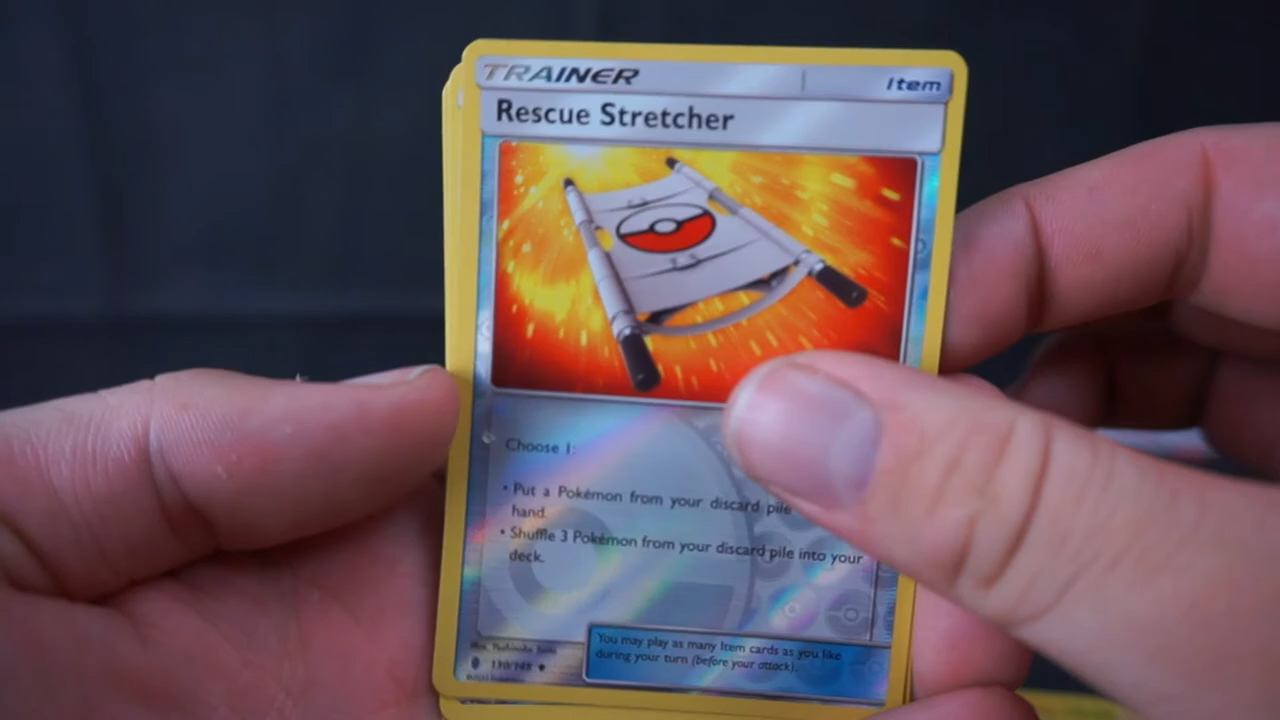 TRAINER Item
Rescue Stretcher
Choose 1:
• Put a Pokémon from your discard pile
hand.
• Shuffle 3 Pokémon from your discard pile into your
deck.
You may play as many Item cards as you like
during your turn (before your attack).